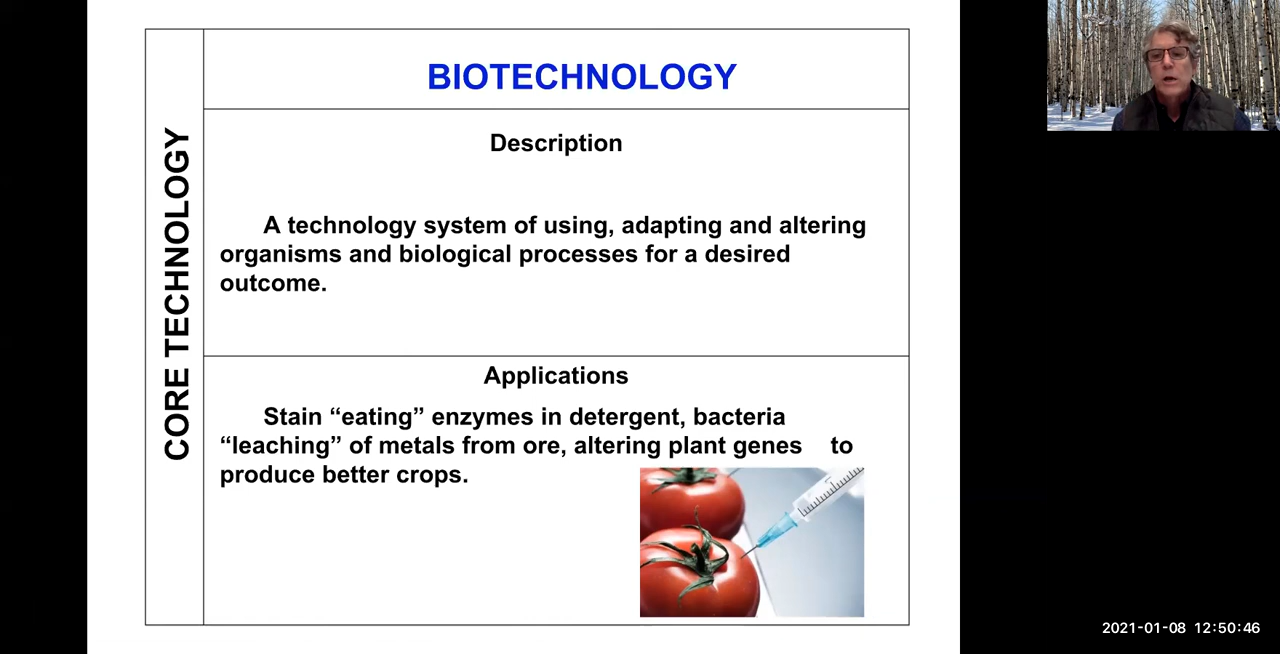 CORE TECHNOLOGY
BIOTECHNOLOGY
Description
A technology system of using, adapting and altering
organisms and biological processes for a desired
outcome.
Applications
Stain “eating” enzymes in detergent, bacteria
“leaching” of metals from ore, altering plant genes to
produce better crops.
2021-01-08 12:50:46